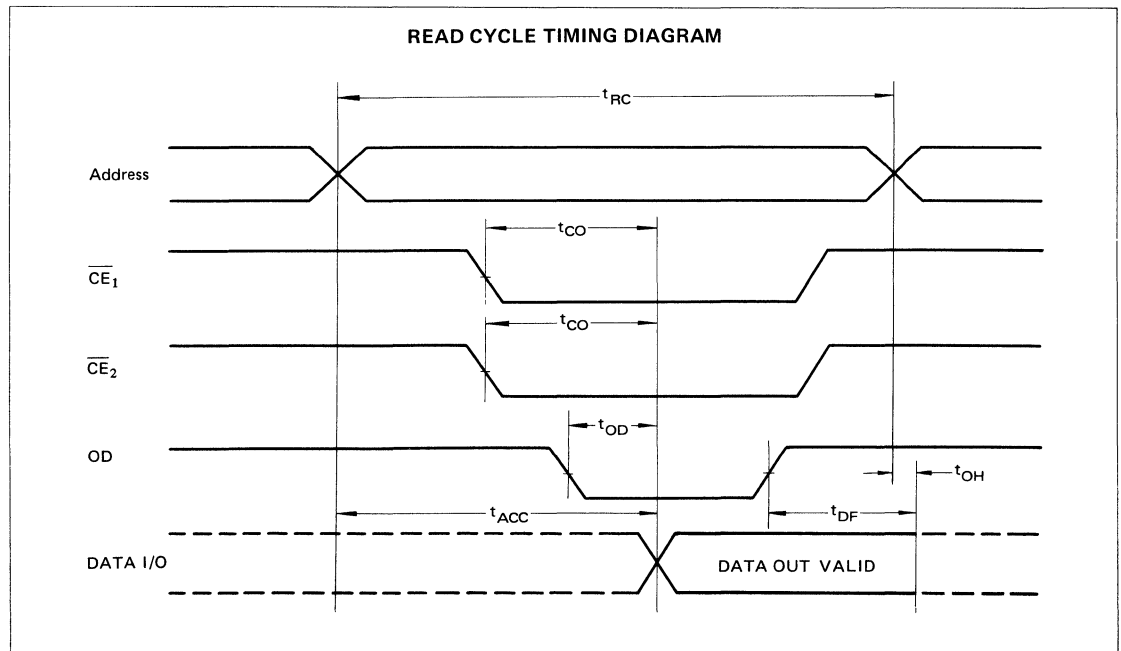 READ CYCLE TIMING DIAGRAM
tRC
Address
tCO
CE1
tCO
CE2
tOD
OD
tOH
tACC
tDF
DATA I/O
DATA OUT VALID